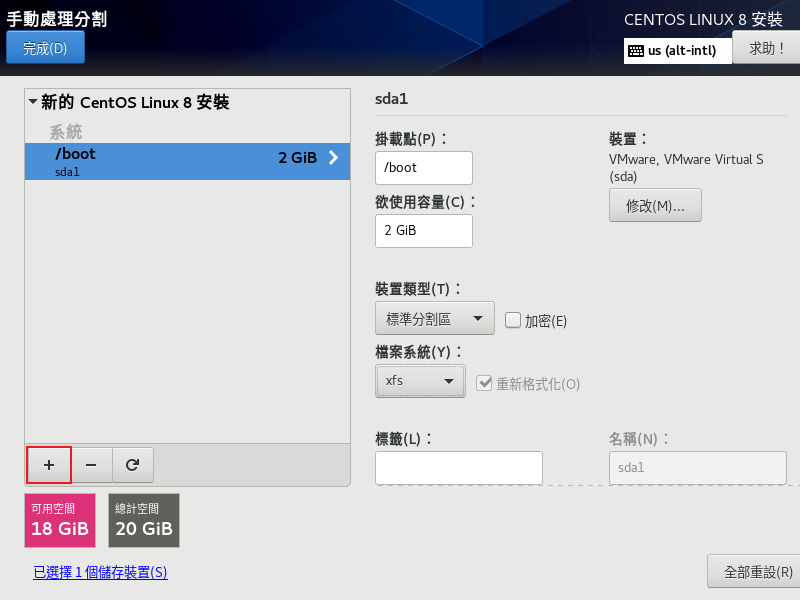 手動處理分割
CENTOS LINUX 8 安裝
完成(D)
us (alt-intl)
求助！
新的 CentOS Linux 8 安裝
系統
/boot
2 GiB
sda1
sda1
掛載點(P)：
/boot
欲使用容量(C)：
2 GiB
裝置：
VMware, VMware Virtual S
(sda)
修改(M)...
裝置類型(T)：
標準分割區
加密(E)
檔案系統(Y)：
xfs
重新格式化(O)
標籤(L)：
名稱(N)：
sda1
+
−
可用空間
18 GiB
總計空間
20 GiB
已選擇 1 個儲存裝置(S)
全部重設(R)